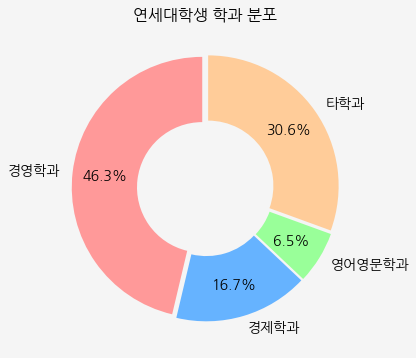 연세대학생 학과 분포
타학과
30.6%
경영학과
46.3%
6.5%
영어영문학과
16.7%
경제학과